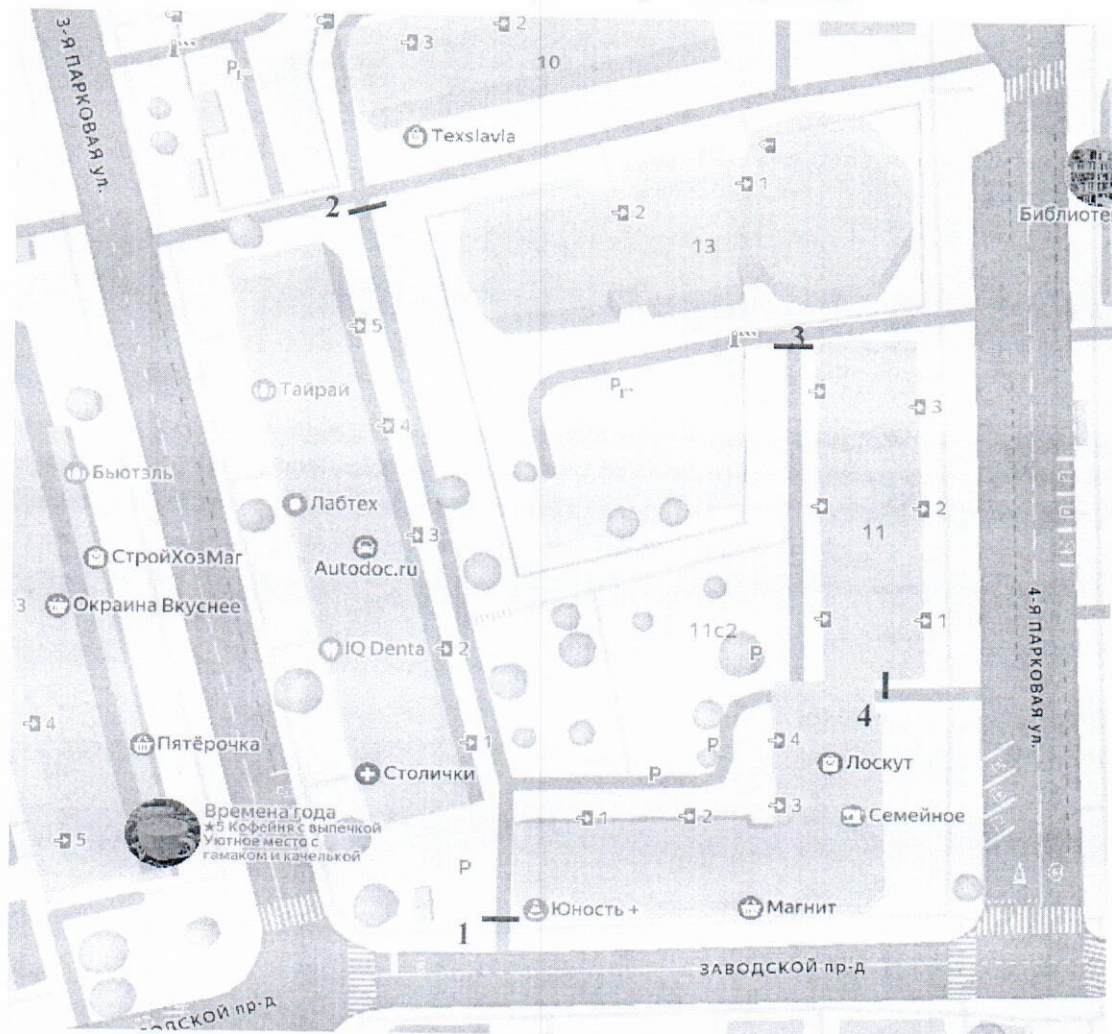 3-Я ПАРКОВАЯ ул.
P
3
2
10
Texslavia
2
1
2
13
Библиоте
3
5
Тайрай
P
3
4
Бьютэль
Лабтех
11
2
3
СтройХозМаг
Autodoc.ru
3
Окраина Вкуснее
11с2
1
4-Я ПАРКОВАЯ ул.
IQ Denta
2
P
4
4
1
P
4
Пятёрочка
Столички
P
Лоскут
Времена года
★5 Кофейня с выпечкой
Уютное место с
гамаком и качелькой
1
2
3
Семейное
5
P
Юность +
Магнит
1
ЗАВОДСКОЙ пр-д
ОДСКОЙ пр-д